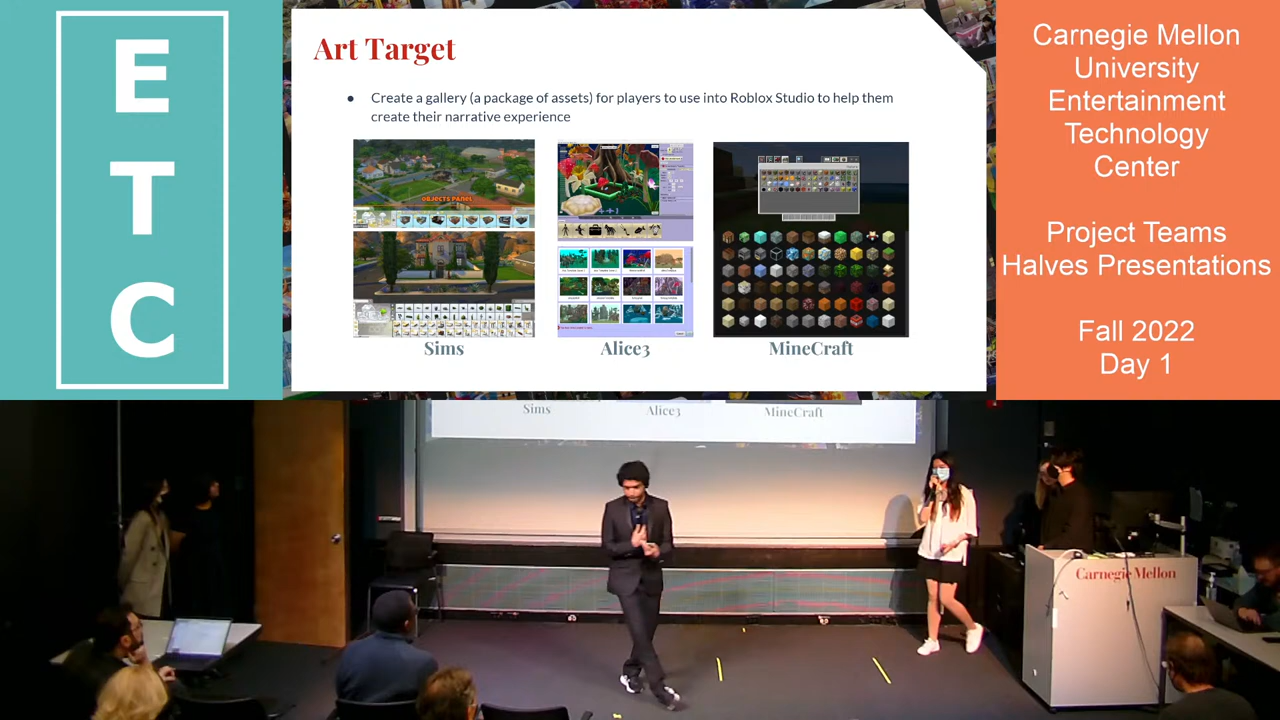 E
T
C
Art Target
● Create a gallery (a package of assets) for players to use into Roblox Studio to help them
create their narrative experience
OBJECTS PANEL
Sims
Alice3
MineCraft
Carnegie Mellon
University
Entertainment
Technology
Center
Project Teams
Halves Presentations
Fall 2022
Day 1
Sims
Alice3
MineCraft
Carnegie Mellon